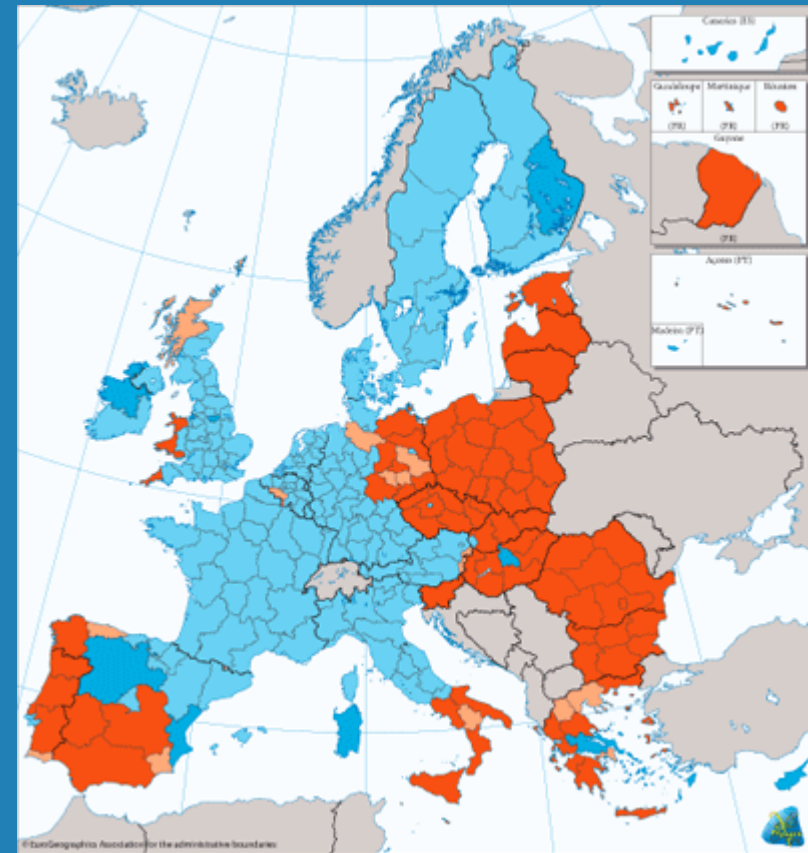 Canarias (ES)
Guadeloupe Martinique Réunion
(FR) (FR) (FR)
Guyane
(FR)
Açores (PT)
Madeira (PT)
© EuroGeographics Association for the administrative boundaries